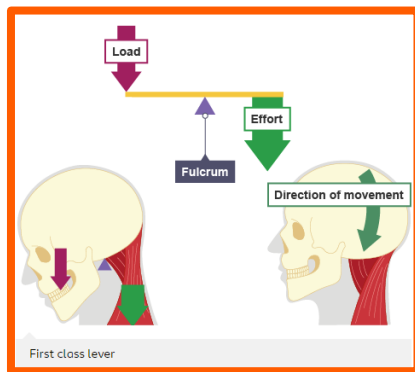 Load
Effort
Fulcrum
Direction of movement
First class lever